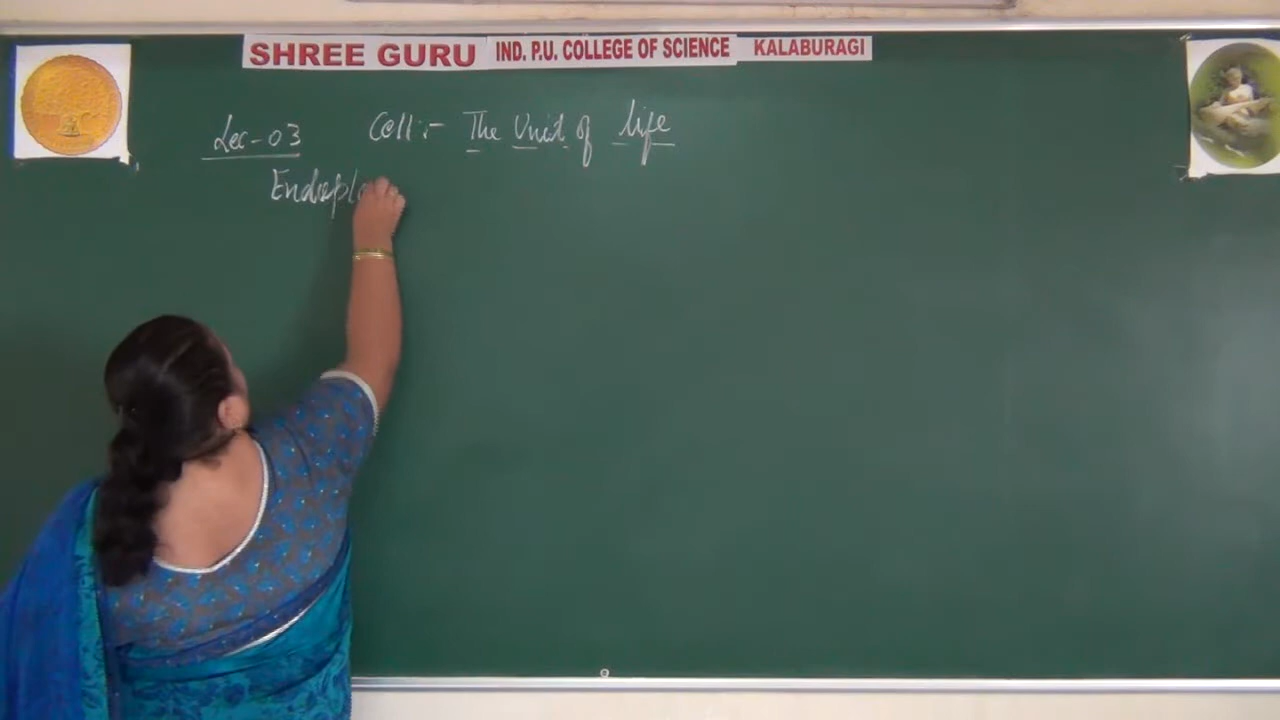 SHREE GURU IND. P.U. COLLEGE OF SCIENCE KALABURAGI
Lec-03 Cell:- The Unit of life
Endopla